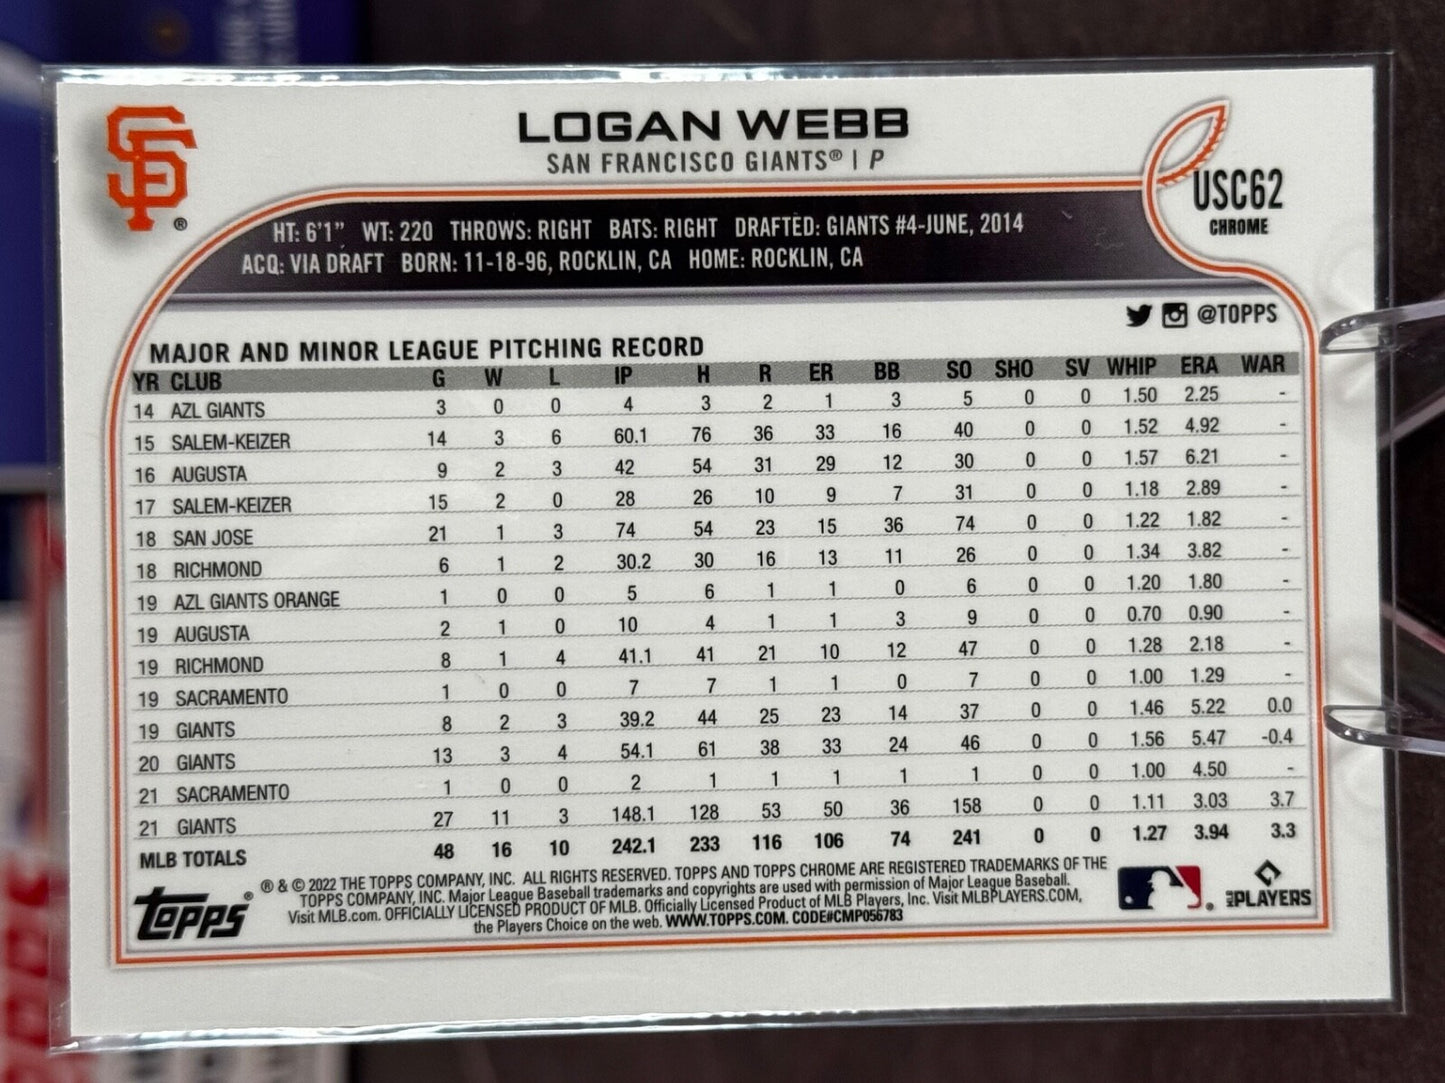 SF®
LOGAN WEBB
SAN FRANCISCO GIANTS® | P
USC62
CHROME
HT: 6'1" WT: 220 THROWS: RIGHT BATS: RIGHT DRAFTED: GIANTS #4-JUNE, 2014
ACQ: VIA DRAFT BORN: 11-18-96, ROCKLIN, CA HOME: ROCKLIN, CA
@TOPPS
MAJOR AND MINOR LEAGUE PITCHING RECORD
YR CLUB G W L IP H R ER BB SO SHO SV WHIP ERA WAR
14 AZL GIANTS 3 0 0 4 3 2 1 3 5 0 0 1.50 2.25 -
15 SALEM-KEIZER 14 3 6 60.1 76 36 33 16 40 0 0 1.52 4.92 -
16 AUGUSTA 9 2 3 42 54 31 29 12 30 0 0 1.57 6.21 -
17 SALEM-KEIZER 15 2 0 28 26 10 9 7 31 0 0 1.18 2.89 -
18 SAN JOSE 21 1 3 74 54 23 15 36 74 0 0 1.22 1.82 -
18 RICHMOND 6 1 2 30.2 30 16 13 11 26 0 0 1.34 3.82 -
19 AZL GIANTS ORANGE 1 0 0 5 6 1 1 0 6 0 0 1.20 1.80 -
19 AUGUSTA 2 1 0 10 4 1 1 3 9 0 0 0.70 0.90 -
19 RICHMOND 8 1 4 41.1 41 21 10 12 47 0 0 1.28 2.18 -
19 SACRAMENTO 1 0 0 7 7 1 1 0 7 0 0 1.00 1.29 -
19 GIANTS 8 2 3 39.2 44 25 23 14 37 0 0 1.46 5.22 0.0
20 GIANTS 13 3 4 54.1 61 38 33 24 46 0 0 1.56 5.47 -0.4
21 SACRAMENTO 1 0 0 2 1 1 1 1 1 0 0 1.00 4.50 -
21 GIANTS 27 11 3 148.1 128 53 50 36 158 0 0 1.11 3.03 3.7
MLB TOTALS 48 16 10 242.1 233 116 106 74 241 0 0 1.27 3.94 3.3
TOPPS®
® & © 2022 THE TOPPS COMPANY, INC. ALL RIGHTS RESERVED. TOPPS AND TOPPS CHROME ARE REGISTERED TRADEMARKS OF THE
TOPPS COMPANY, INC. Major League Baseball trademarks and copyrights are used with permission of Major League Baseball.
Visit MLB.com. OFFICIALLY LICENSED PRODUCT OF MLB. Officially Licensed Product of MLB Players, Inc. Visit MLBPLAYERS.COM,
the Players Choice on the web. WWW.TOPPS.COM. CODE#CMP056783
MLB PLAYERS